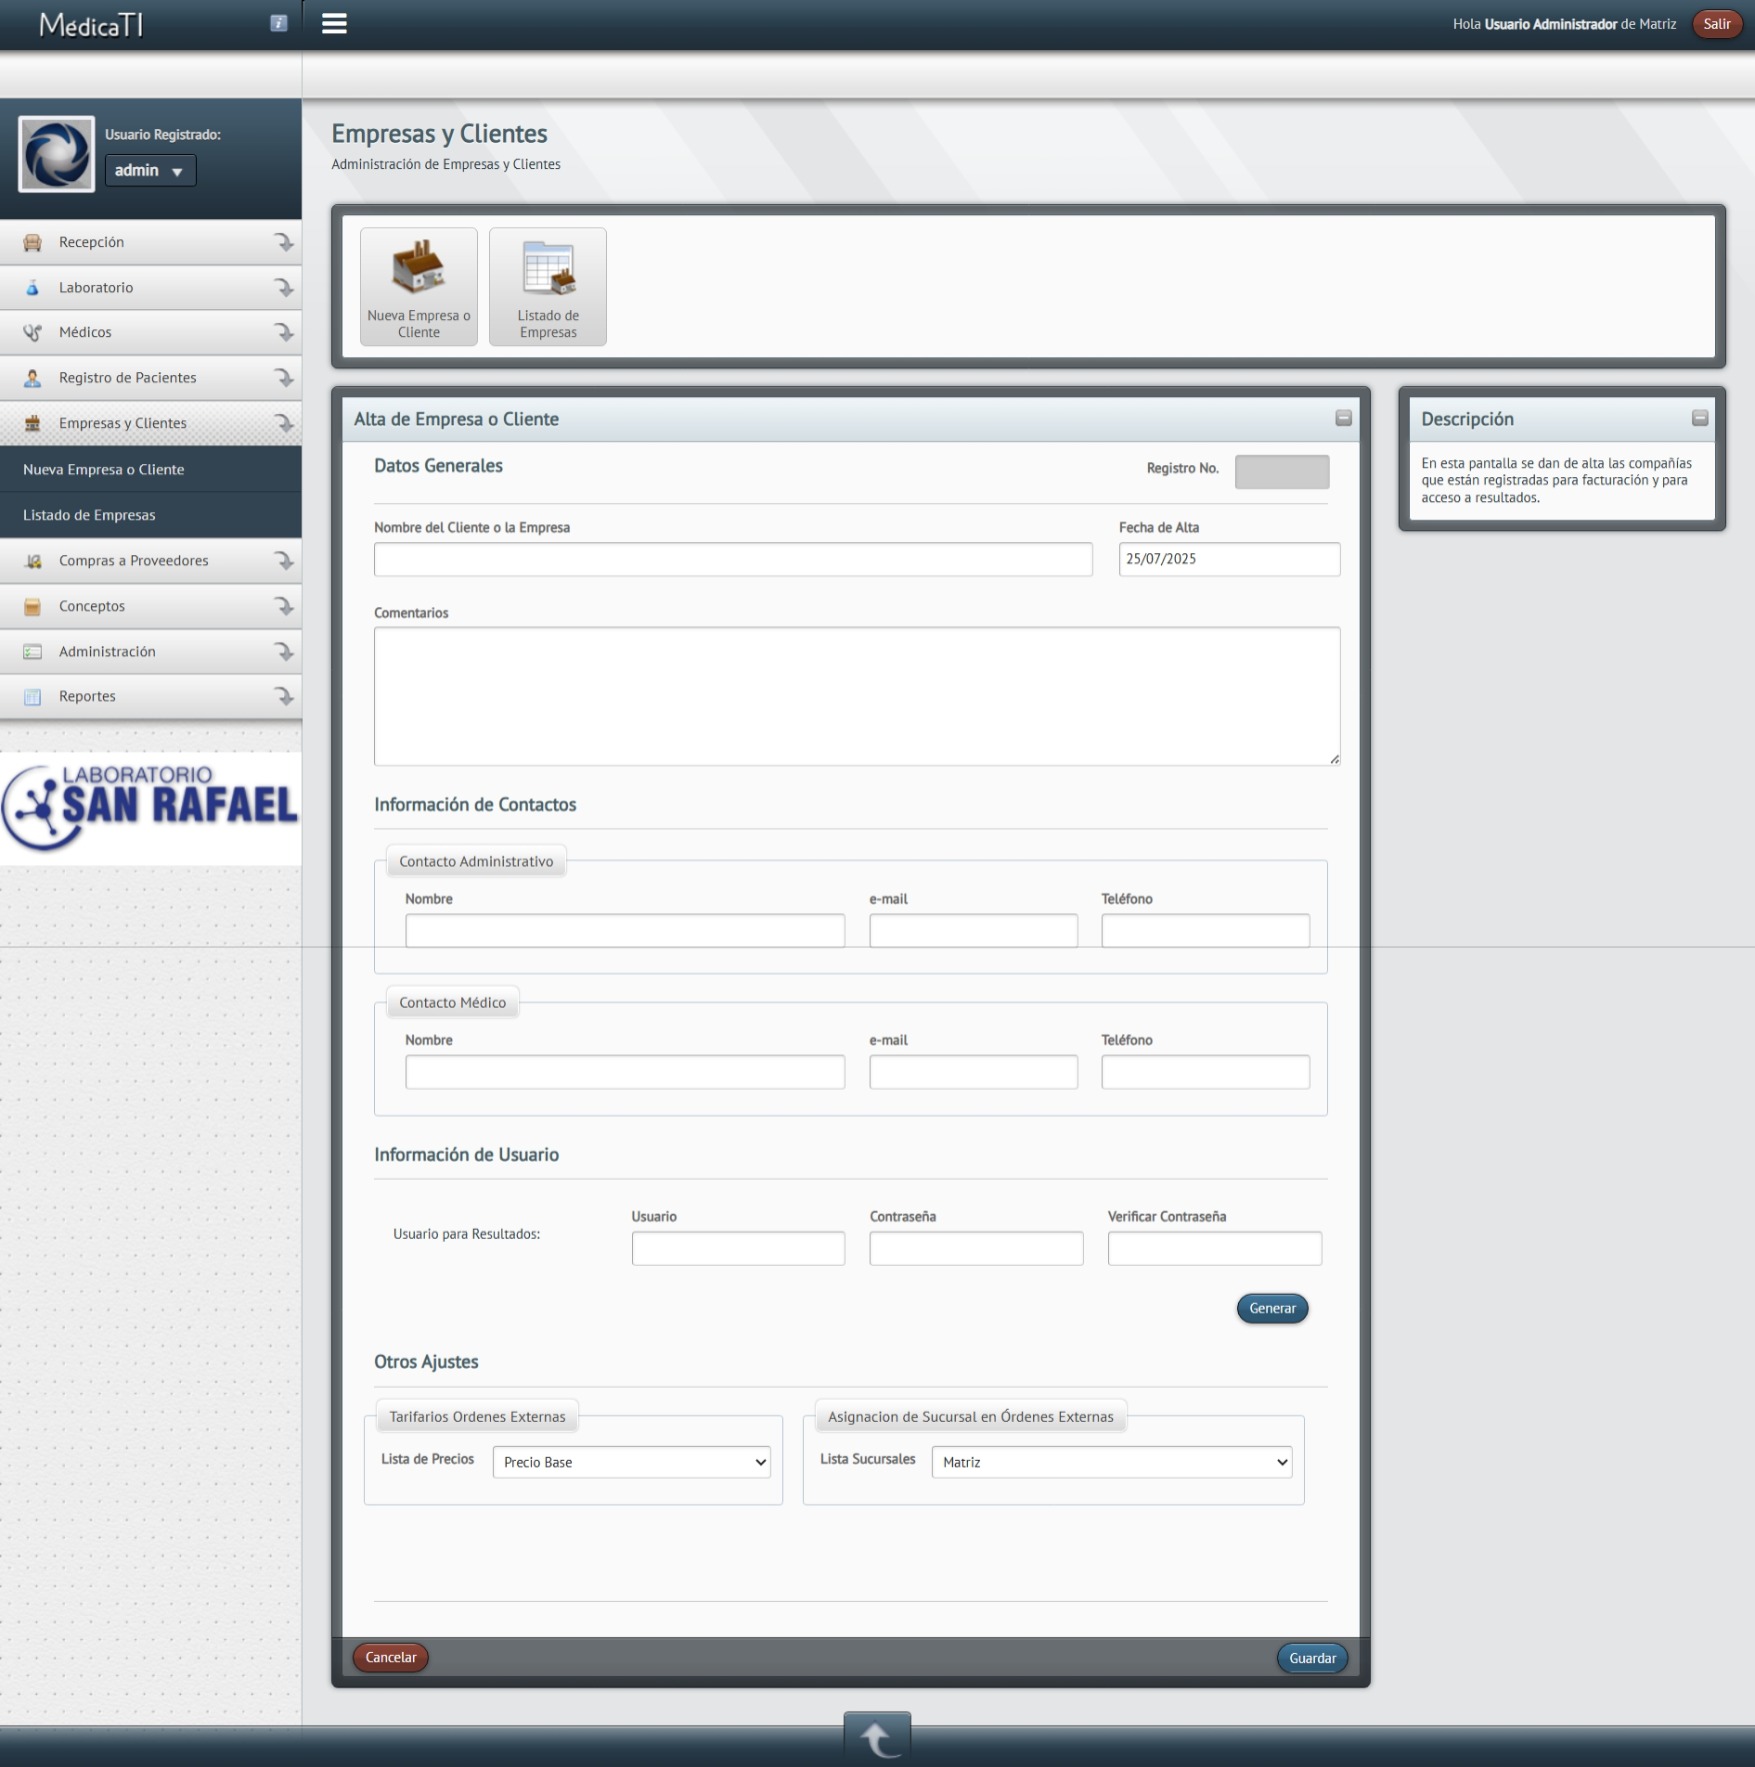 MédicaTI
Hola Usuario Administrador de Matriz
Salir
Usuario Registrado:
admin
Recepción
Laboratorio
Médicos
Registro de Pacientes
Empresas y Clientes
Nueva Empresa o Cliente
Listado de Empresas
Compras a Proveedores
Conceptos
Administración
Reportes
LABORATORIO
SAN RAFAEL
Empresas y Clientes
Administración de Empresas y Clientes
Nueva Empresa o
Cliente
Listado de
Empresas
Alta de Empresa o Cliente
Datos Generales
Registro No.
Nombre del Cliente o la Empresa
Fecha de Alta
25/07/2025
Comentarios
Información de Contactos
Contacto Administrativo
Nombre
e-mail
Teléfono
Contacto Médico
Nombre
e-mail
Teléfono
Información de Usuario
Usuario para Resultados:
Usuario
Contraseña
Verificar Contraseña
Generar
Otros Ajustes
Tarifarios Ordenes Externas
Lista de Precios
Precio Base
Asignacion de Sucursal en Órdenes Externas
Lista Sucursales
Matriz
Cancelar
Guardar
Descripción
En esta pantalla se dan de alta las compañías
que están registradas para facturación y para
acceso a resultados.